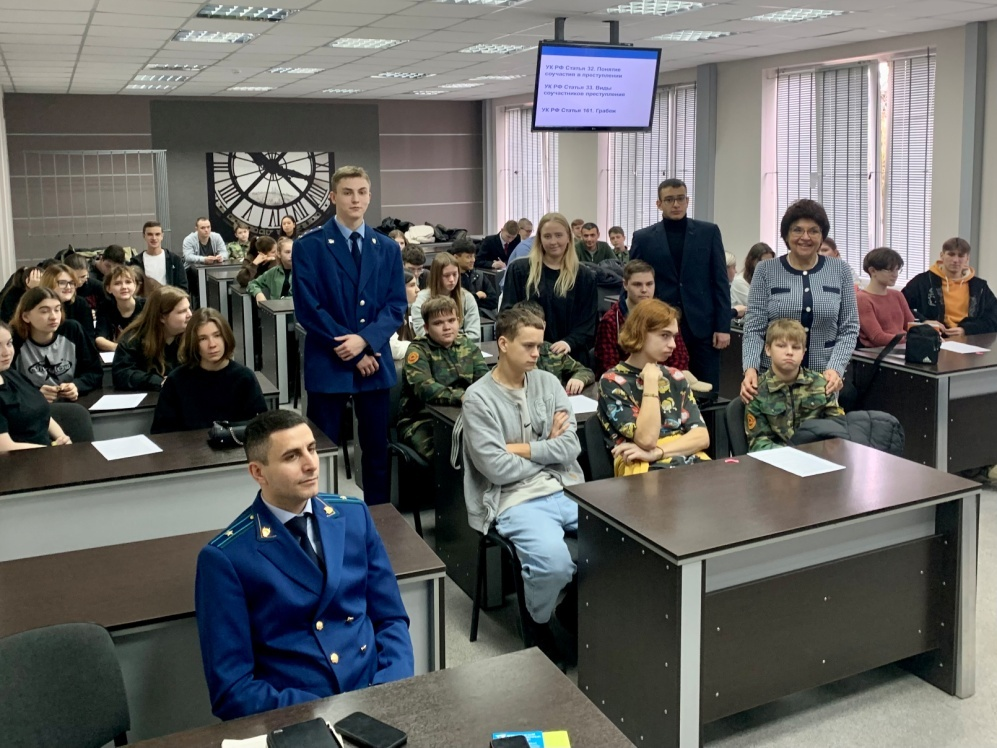 УК РФ Статья 32. Понятие
соучастия в преступлении
УК РФ Статья 33. Виды
соучастников преступления
УК РФ Статья 161. Грабеж